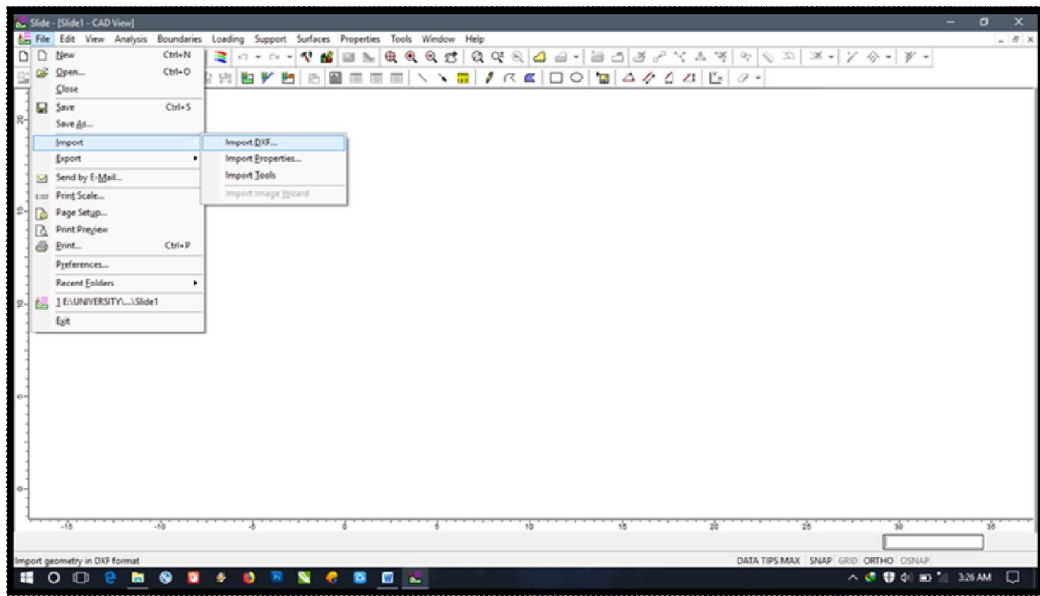 Slide - [Slide1 - CAD View]
File Edit View Analysis Boundaries Loading Support Surfaces Properties Tools Window Help
New Ctrl+N
Open... Ctrl+O
Close
Save Ctrl+S
Save As...
Import
Import DXF...
Export
Import Properties...
Send by E-Mail...
Import Tools
Print Scale...
Import Image Wizard
Page Setup...
Print Preview
Print... Ctrl+P
Preferences...
Recent Folders
1 E:\UNIVERSITY\...\Slide1
Exit
15
10
5
0
-15 -10 -5 0 5 10 15 20 25 30 35
Import geometry in DXF format
DATA TIPS MAX SNAP GRID ORTHO OSNAP
3:26 AM